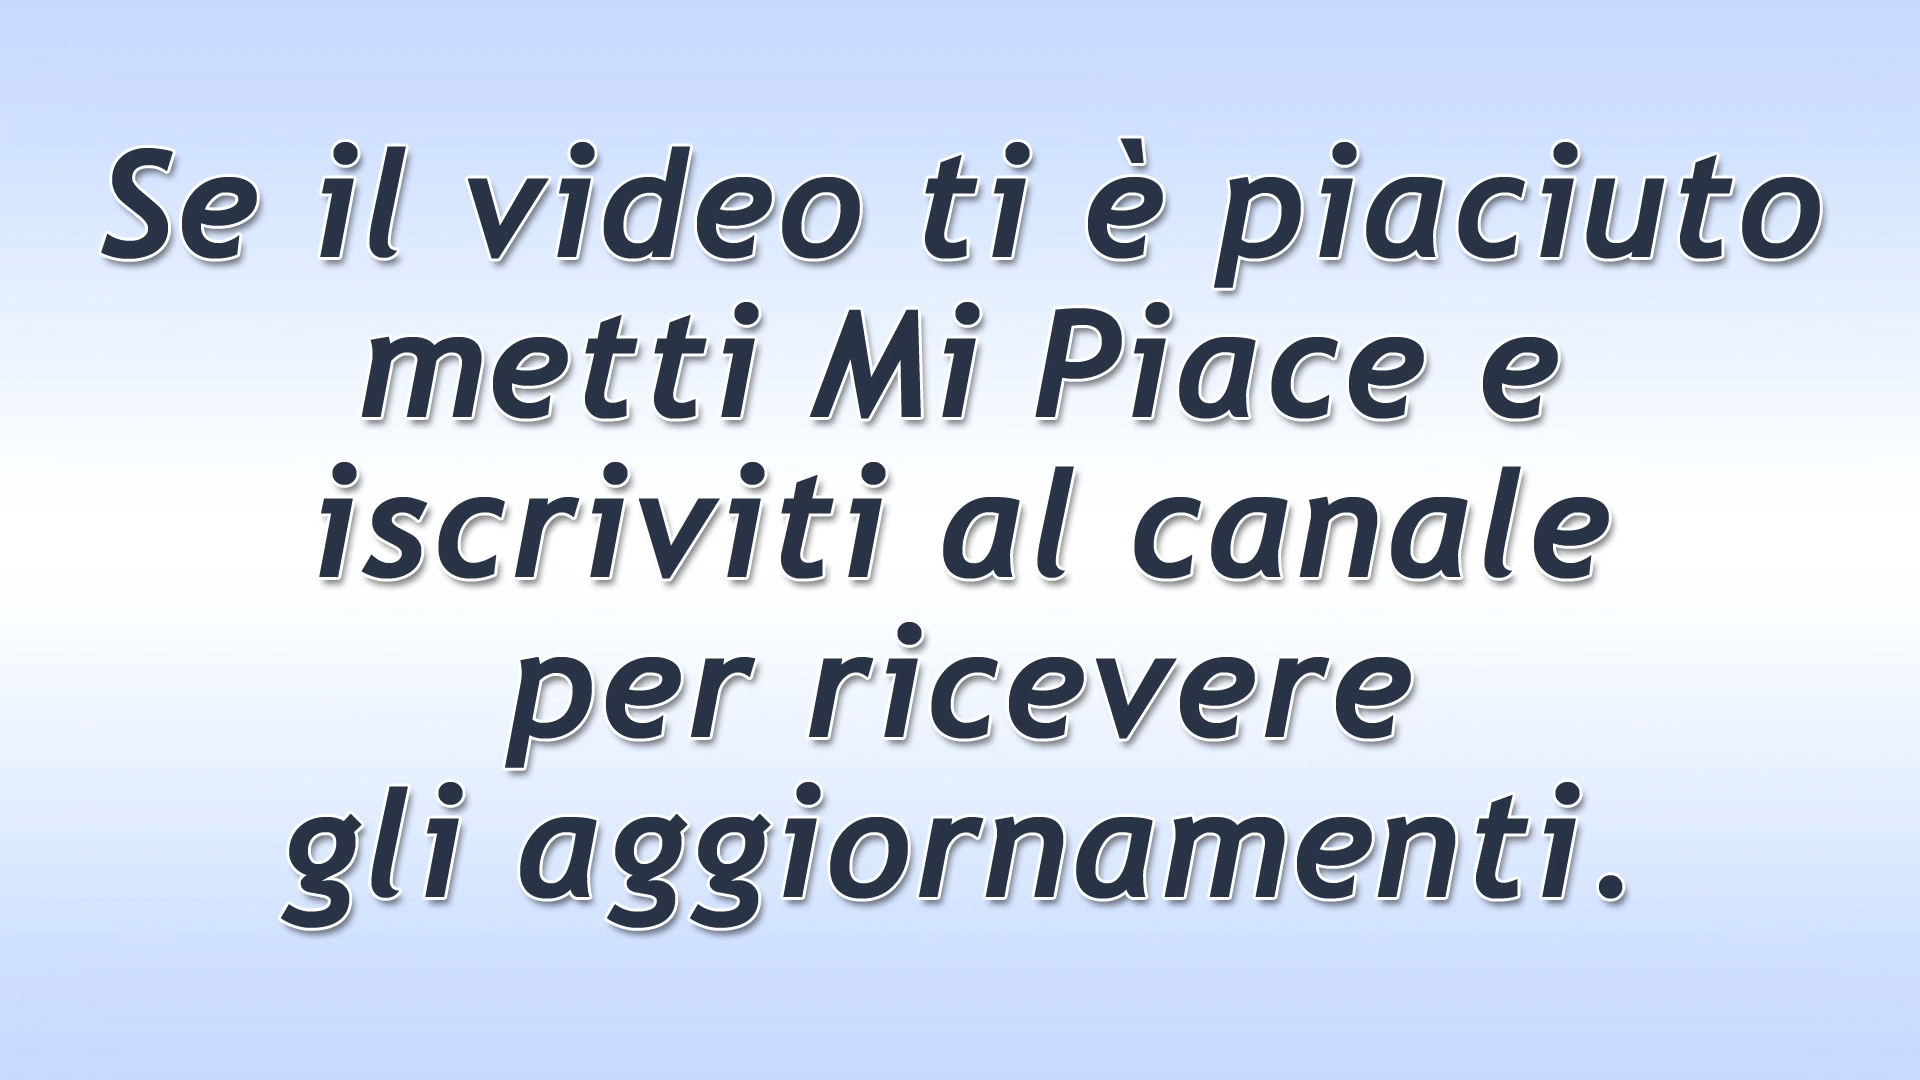 Se il video ti è piaciuto
metti Mi Piace e
iscriviti al canale
per ricevere
gli aggiornamenti.